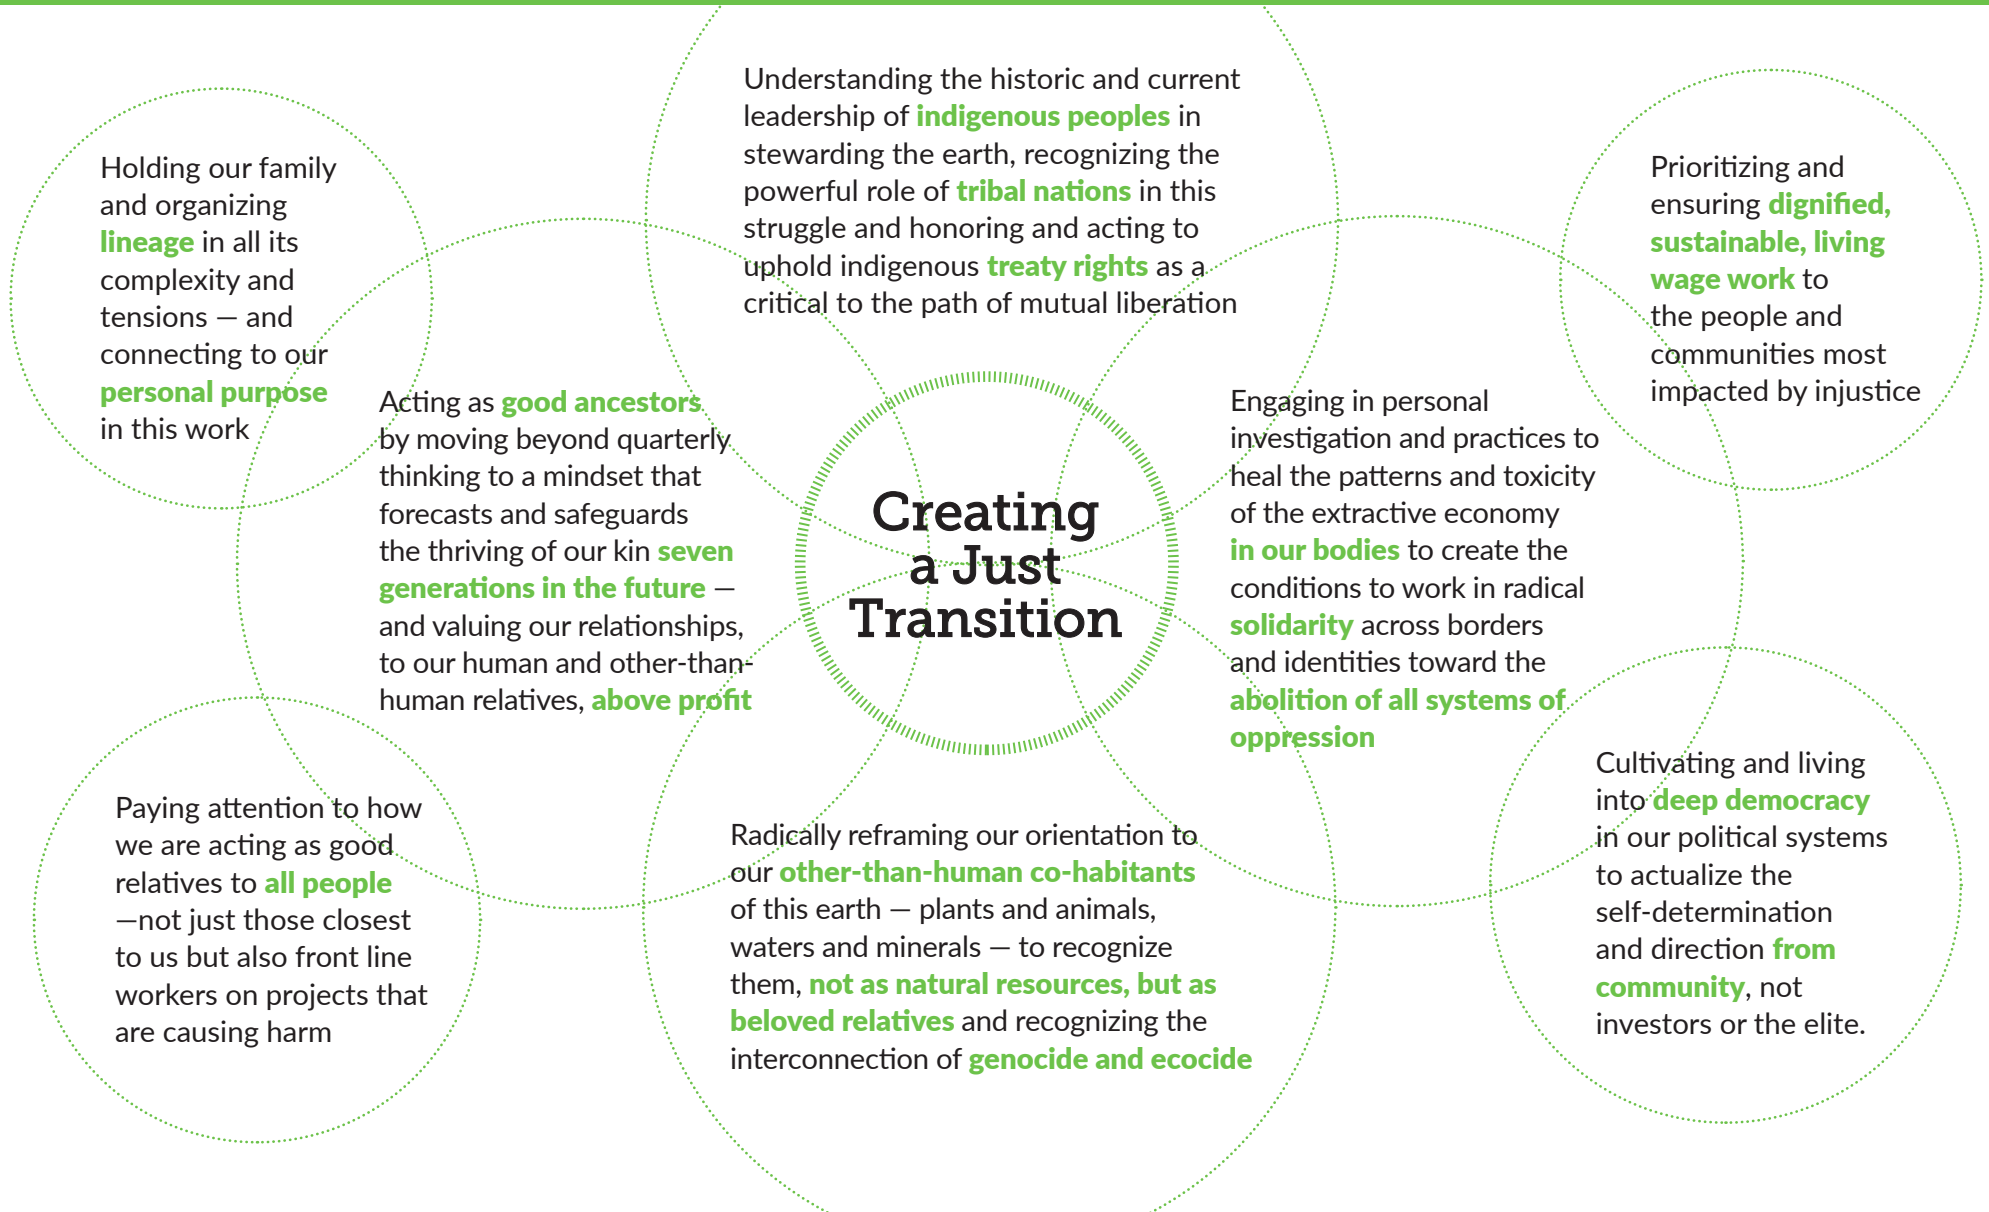 Understanding the historic and current
leadership of indigenous peoples in
stewarding the earth, recognizing the
powerful role of tribal nations in this
struggle and honoring and acting to
uphold indigenous treaty rights as a
critical to the path of mutual liberation
Holding our family
and organizing
lineage in all its
complexity and
tensions — and
connecting to our
personal purpose
in this work
Prioritizing and
ensuring dignified,
sustainable, living
wage work to
the people and
communities most
impacted by injustice
Acting as good ancestors
by moving beyond quarterly
thinking to a mindset that
forecasts and safeguards
the thriving of our kin seven
generations in the future —
and valuing our relationships,
to our human and other-than-
human relatives, above profit
Creating
a Just
Transition
Engaging in personal
investigation and practices to
heal the patterns and toxicity
of the extractive economy
in our bodies to create the
conditions to work in radical
solidarity across borders
and identities toward the
abolition of all systems of
oppression
Paying attention to how
we are acting as good
relatives to all people
—not just those closest
to us but also front line
workers on projects that
are causing harm
Radically reframing our orientation to
our other-than-human co-habitants
of this earth — plants and animals,
waters and minerals — to recognize
them, not as natural resources, but as
beloved relatives and recognizing the
interconnection of genocide and ecocide
Cultivating and living
into deep democracy
in our political systems
to actualize the
self-determination
and direction from
community, not
investors or the elite.